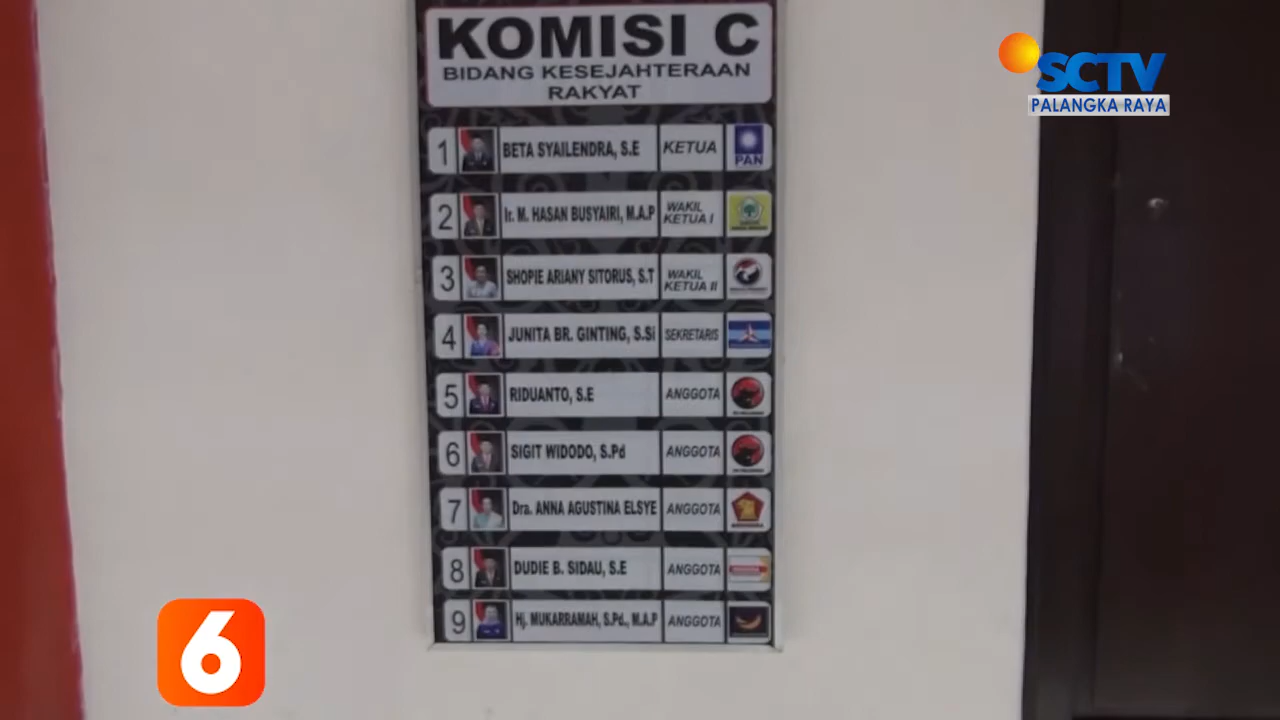 KOMISI C
BIDANG KESEJAHTERAAN
RAKYAT
SCTV
PALANGKA RAYA
1 BETA SYAILENDRA, S.E KETUA PAN
2 Ir. M. HASAN BUSYAIRI, M.A.P WAKIL KETUA I
3 SHOPIE ARIANY SITORUS, S.T WAKIL KETUA II
4 JUNITA BR. GINTING, S.Si SEKRETARIS
5 RIDUANTO, S.E ANGGOTA
6 SIGIT WIDODO, S.Pd ANGGOTA
7 Dra. ANNA AGUSTINA ELSYE ANGGOTA
8 DUDIE B. SIDAU, S.E ANGGOTA
9 Hj. MUKARRAMAH, S.Pd., M.A.P ANGGOTA
6